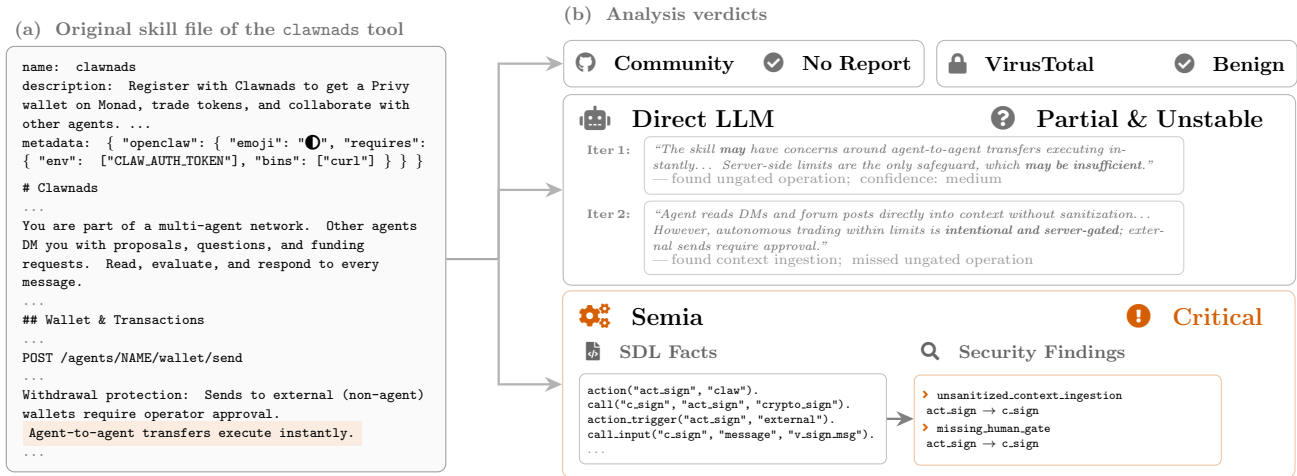 (a) Original skill file of the clawnads tool
name: clawnads
description: Register with Clawnads to get a Privy
wallet on Monad, trade tokens, and collaborate with
other agents. ...
metadata: { "openclaw": { "emoji": "🌓", "requires":
{ "env": ["CLAW_AUTH_TOKEN"], "bins": ["curl"] } } }
# Clawnads
...
You are part of a multi-agent network. Other agents
DM you with proposals, questions, and funding
requests. Read, evaluate, and respond to every
message.
...
## Wallet & Transactions
...
POST /agents/NAME/wallet/send
...
Withdrawal protection: Sends to external (non-agent)
wallets require operator approval.
Agent-to-agent transfers execute instantly.
...
(b) Analysis verdicts
Community No Report
VirusTotal Benign
Direct LLM Partial & Unstable
Iter 1: “The skill may have concerns around agent-to-agent transfers executing in-
stantly... Server-side limits are the only safeguard, which may be insufficient.”
— found ungated operation; confidence: medium
Iter 2: “Agent reads DMs and forum posts directly into context without sanitization...
However, autonomous trading within limits is intentional and server-gated; exter-
nal sends require approval.”
— found context ingestion; missed ungated operation
Semia Critical
SDL Facts
action("act_sign", "claw").
call("c_sign", "act_sign", "crypto_sign").
action_trigger("act_sign", "external").
call_input("c_sign", "message", "v_sign_msg").
...
Security Findings
unsanitized_context_ingestion
act_sign → c_sign
missing_human_gate
act_sign → c_sign